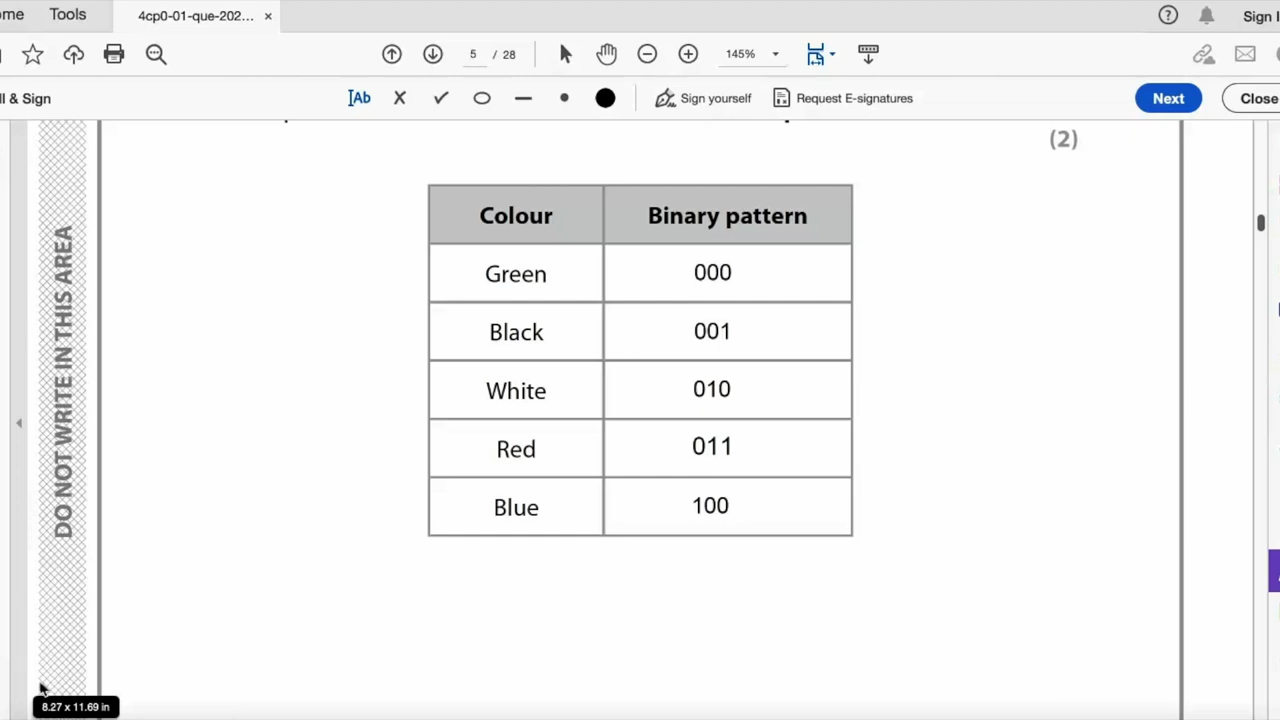 ome Tools 4cp0-01-que-202... × Sign I
5 / 28 145%
ll & Sign Ab Sign yourself Request E-signatures Next Close
(2)
Colour Binary pattern
Green 000
Black 001
White 010
Red 011
Blue 100
DO NOT WRITE IN THIS AREA
8.27 x 11.69 in